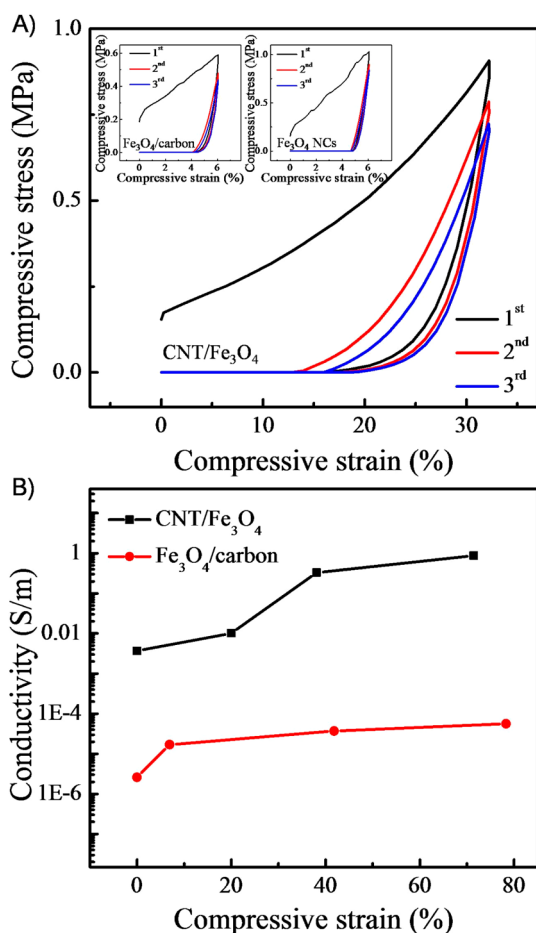 A)
Compressive stress (MPa)
1.0
0.5
0.0
0
10
20
30
Compressive strain (%)
CNT/Fe₃O₄
1ˢᵗ
2ⁿᵈ
3ʳᵈ
Compressive stress (MPa)
0.6
0.4
0.2
0.0
0 2 4 6
Compressive strain (%)
Fe₃O₄/carbon
1ˢᵗ
2ⁿᵈ
3ʳᵈ
Compressive stress (MPa)
1.0
0.5
0.0
0 2 4 6
Compressive strain (%)
Fe₃O₄ NCs
1ˢᵗ
2ⁿᵈ
3ʳᵈ
B)
CNT/Fe₃O₄
Fe₃O₄/carbon
Conductivity (S/m)
1
0.01
1E-4
1E-6
0 20 40 60 80
Compressive strain (%)